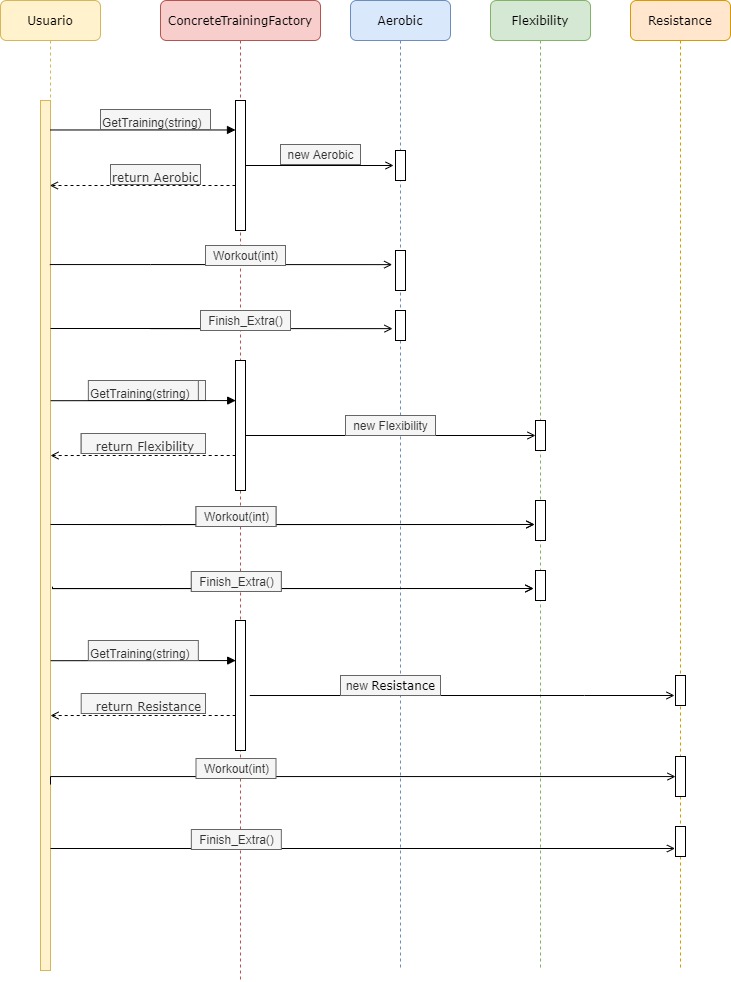 Usuario
ConcreteTrainingFactory
Aerobic
Flexibility
Resistance
GetTraining(string)
new Aerobic
return Aerobic
Workout(int)
Finish_Extra()
GetTraining(string)
new Flexibility
return Flexibility
Workout(int)
Finish_Extra()
GetTraining(string)
new Resistance
return Resistance
Workout(int)
Finish_Extra()